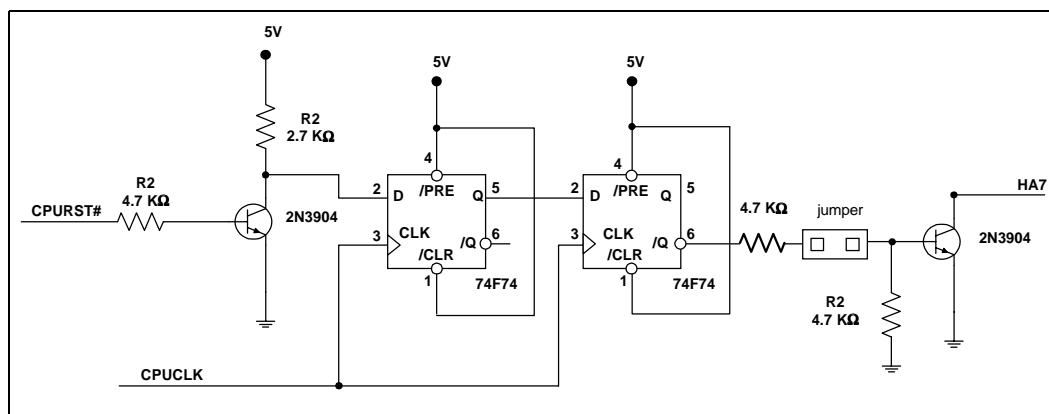 5V
R2
2.7 KΩ
R2
4.7 KΩ
CPURST#
2N3904
5V
4
/PRE
2
D
Q
5
3
CLK
/Q
6
/CLR
1
74F74
5V
4
/PRE
2
D
Q
5
3
CLK
/Q
6
/CLR
1
74F74
4.7 KΩ
jumper
HA7
2N3904
R2
4.7 KΩ
CPUCLK